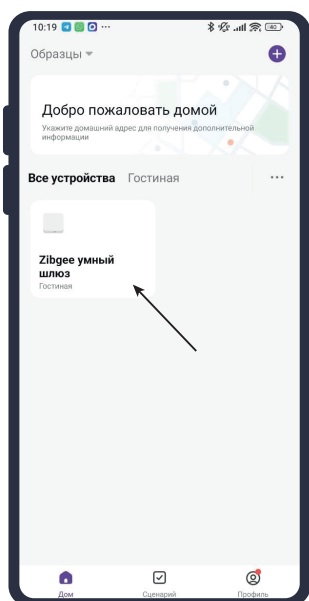 10:19
40
Образцы
Добро пожаловать домой
Укажите домашний адрес для получения дополнительной
информации
Все устройства Гостиная
Zibgee умный
шлюз
Гостиная
Дом Сценарий Профиль